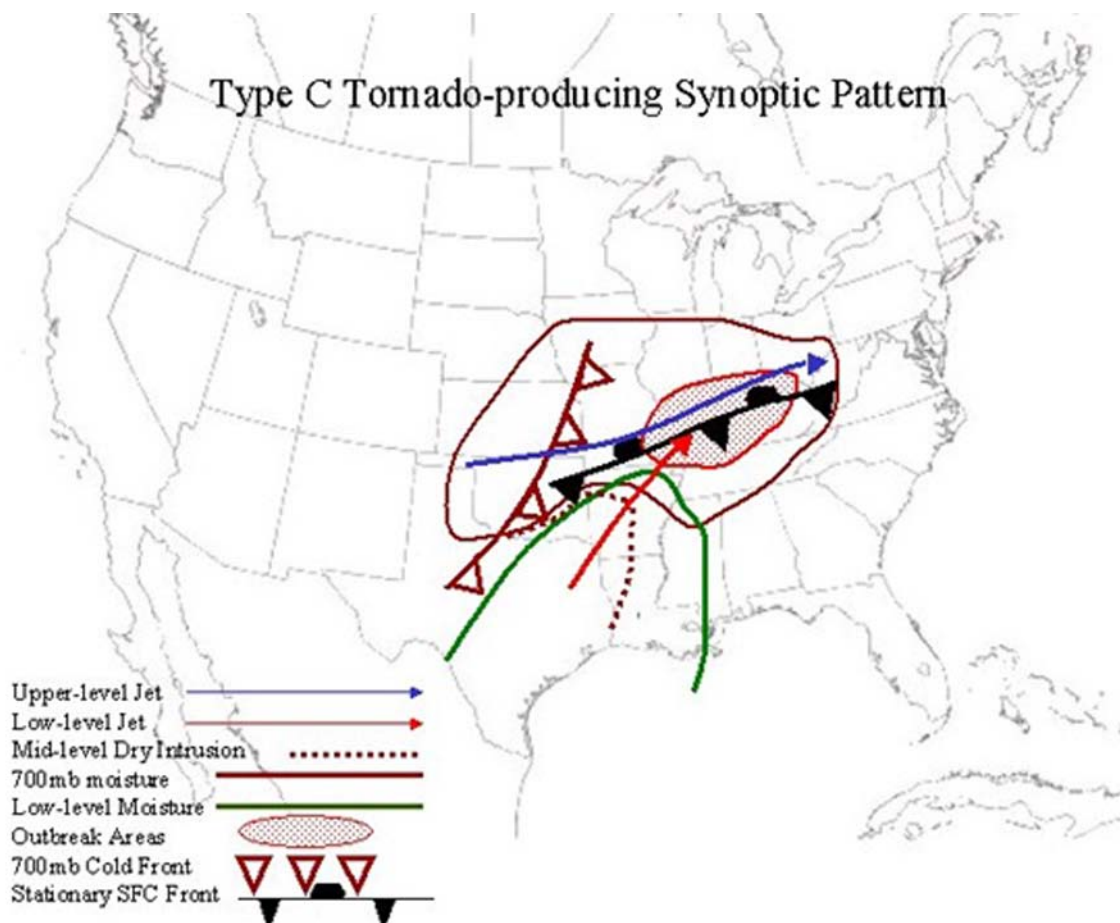 Type C Tornado-producing Synoptic Pattern
Upper-level Jet
Low-level Jet
Mid-level Dry Intrusion
700mb moisture
Low-level Moisture
Outbreak Areas
700mb Cold Front
Stationary SFC Front